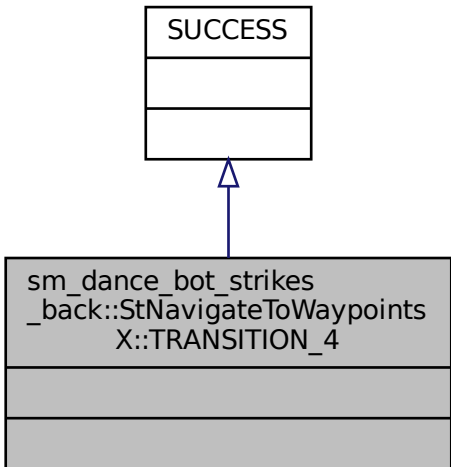 SUCCESS
sm_dance_bot_strikes
_back::StNavigateToWaypoints
X::TRANSITION_4